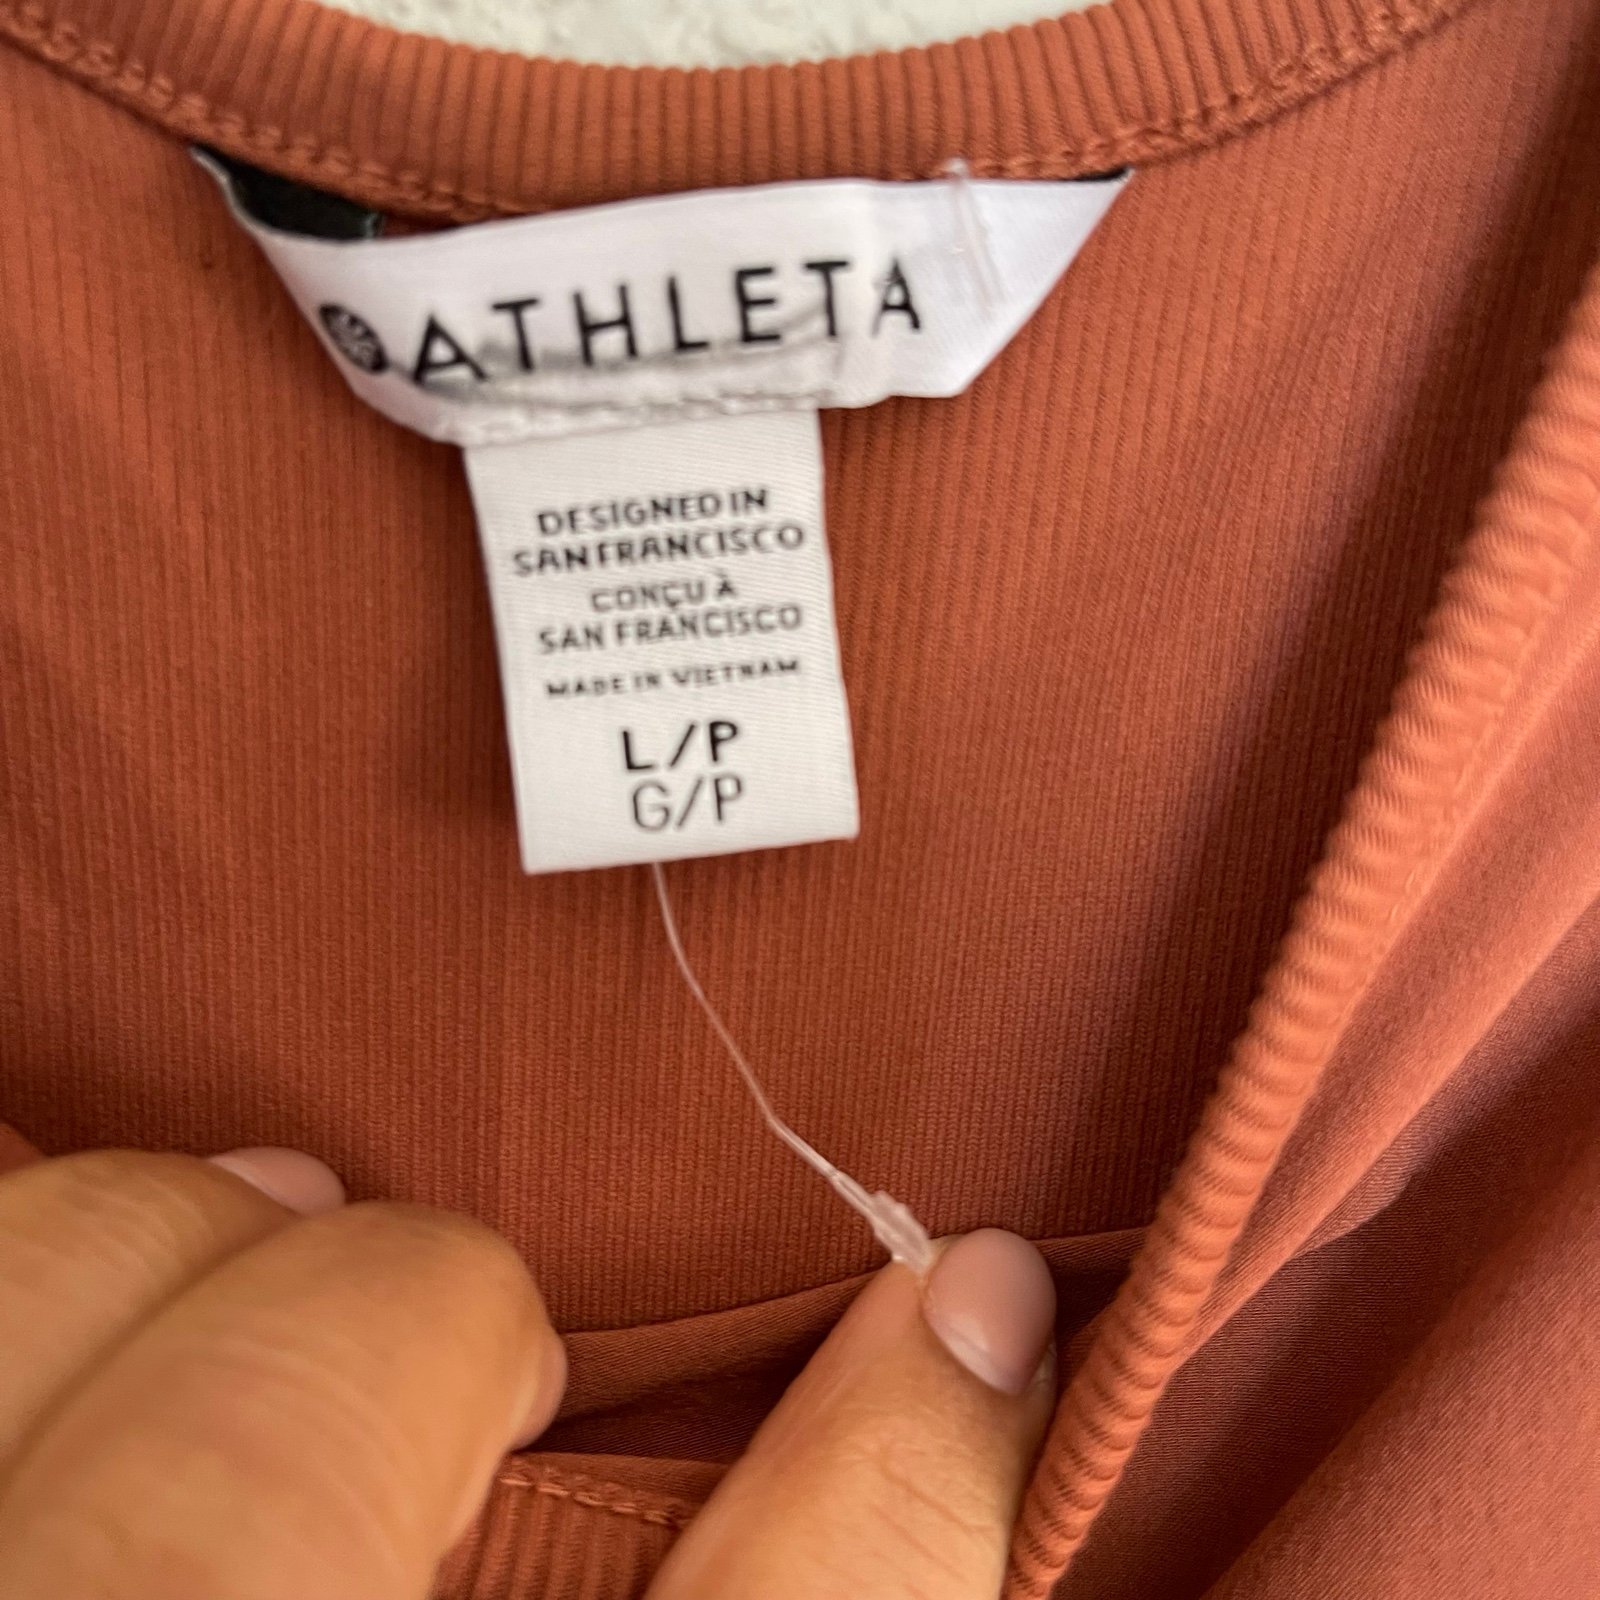 ATHLETA
DESIGNED IN
SAN FRANCISCO
CONÇU À
SAN FRANCISCO
MADE IN VIETNAM
L/P
G/P